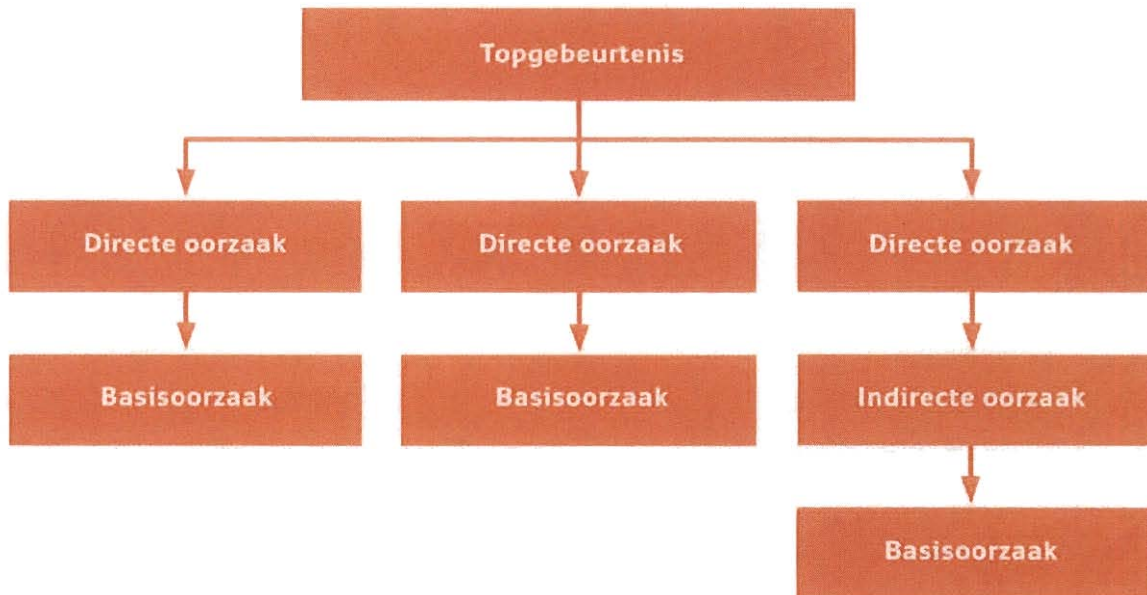 Topgebeurtenis
Directe oorzaak
Directe oorzaak
Directe oorzaak
Basisoorzaak
Basisoorzaak
Indirecte oorzaak
Basisoorzaak